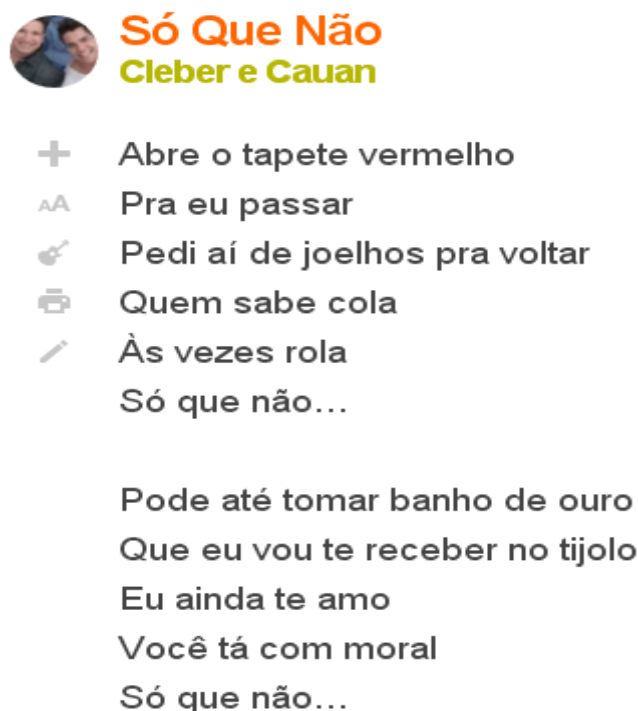 Só Que Não
Cleber e Cauan
Abre o tapete vermelho
AA Pra eu passar
Pedi aí de joelhos pra voltar
Quem sabe cola
Às vezes rola
Só que não...
Pode até tomar banho de ouro
Que eu vou te receber no tijolo
Eu ainda te amo
Você tá com moral
Só que não...